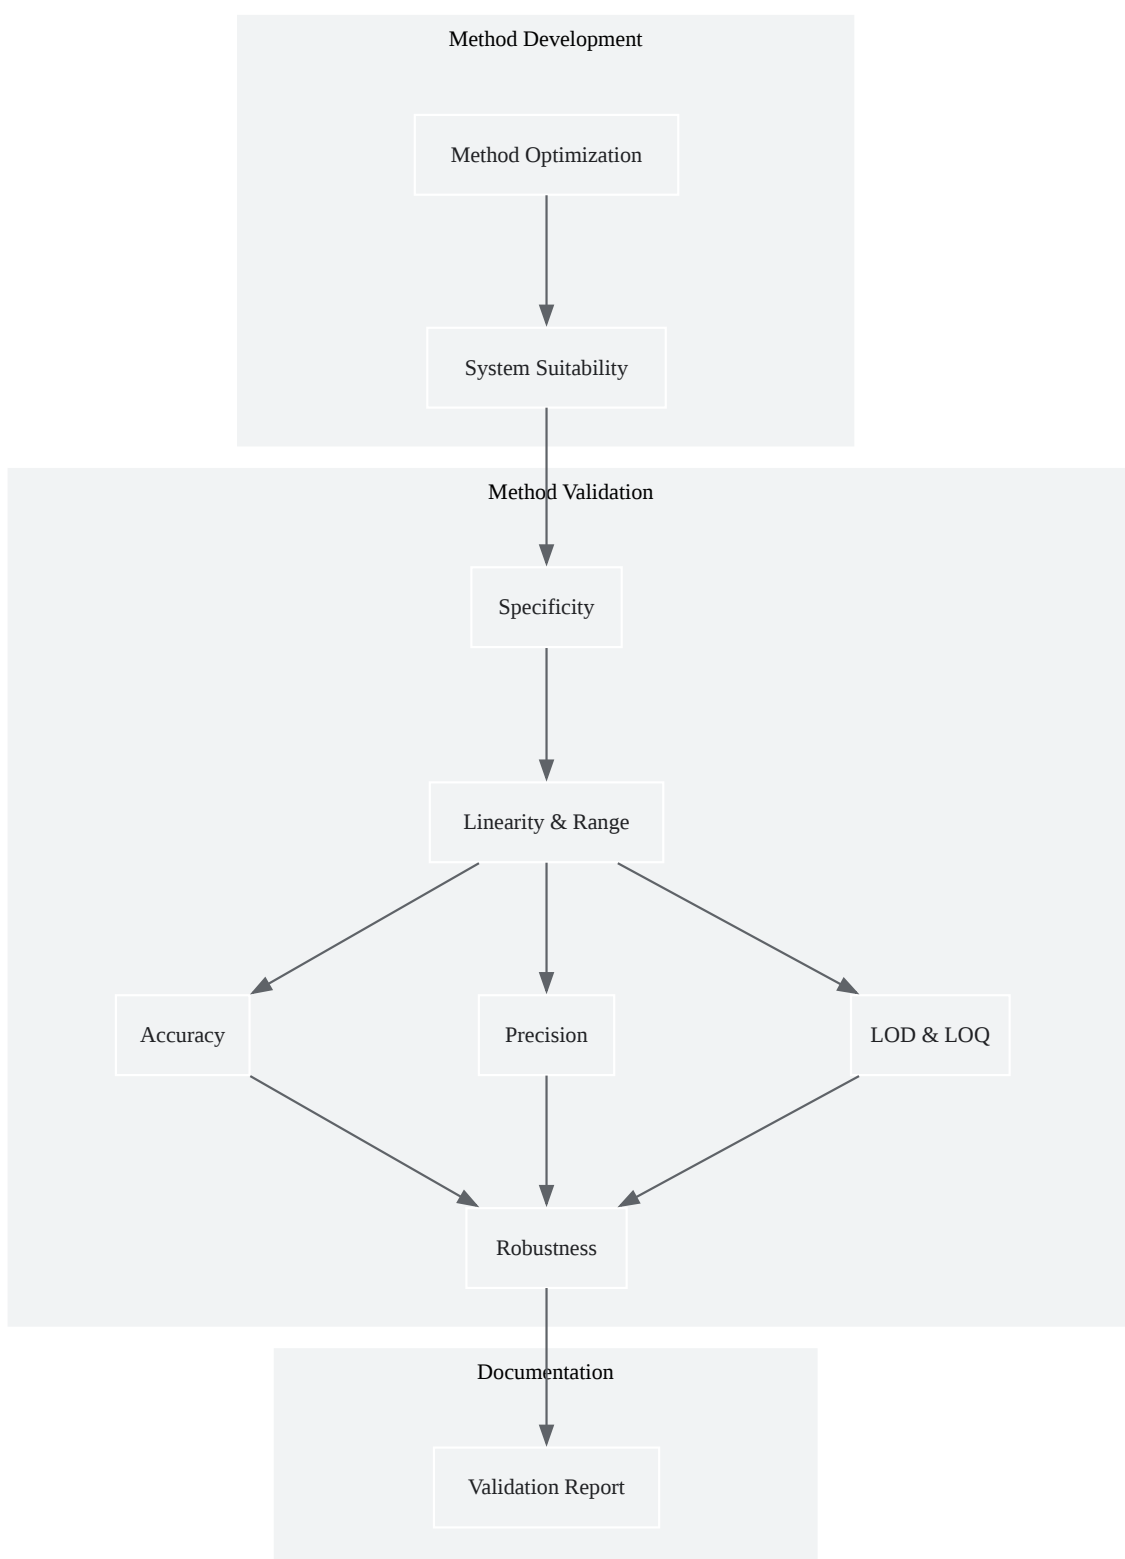 Method Development
Method Optimization
System Suitability
Method Validation
Specificity
Linearity & Range
Accuracy
Precision
LOD & LOQ
Robustness
Documentation
Validation Report